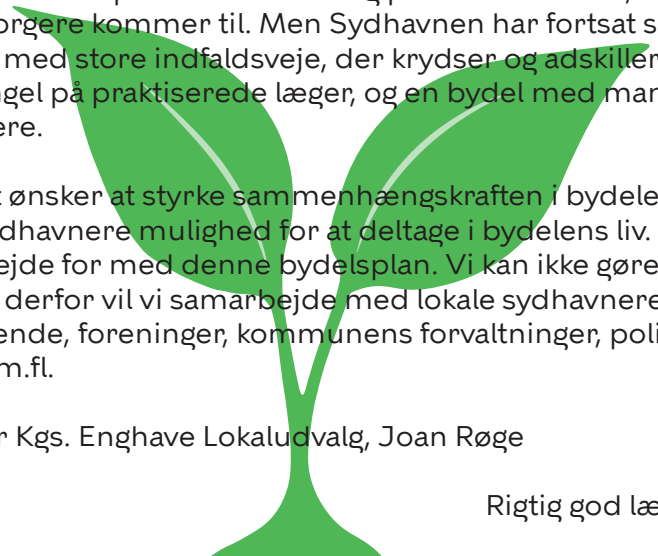 orgere kommer til. Men Sydhavnen har fortsat s
med store indfaldsveje, der krydser og adskiller
ngel på praktiserede læger, og en bydel med man
ere.
t ønsker at styrke sammenhængskraften i bydele
dhavnere mulighed for at deltage i bydelens liv.
ejde for med denne bydelsplan. Vi kan ikke gøre
derfor vil vi samarbejde med lokale sydhavnere
ende, foreninger, kommunens forvaltninger, poli
m.fl.
r Kgs. Enghave Lokaludvalg, Joan Røge
Rigtig god læ